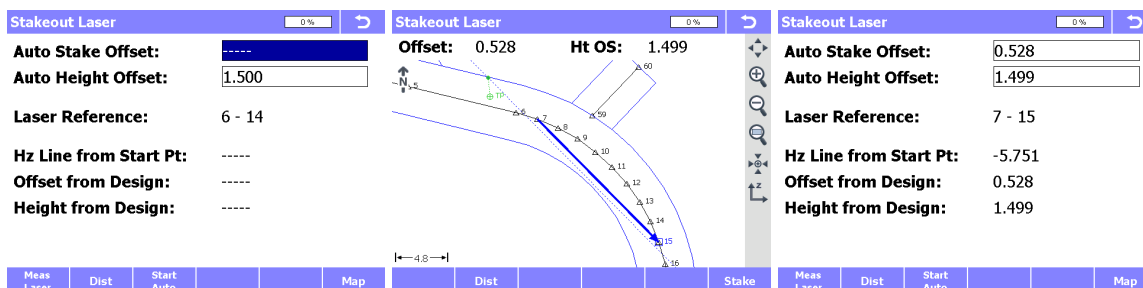 Stakeout Laser
0 %
Auto Stake Offset: -----
Auto Height Offset: 1.500
Laser Reference: 6 - 14
Hz Line from Start Pt: -----
Offset from Design: -----
Height from Design: -----
Meas Laser
Dist
Start Auto
Map
Stakeout Laser
0 %
Offset: 0.528 Ht OS: 1.499
N
5
TP
6
7
8
9
10
11
12
13
14
15
16
59
60
4.8
z
Dist
Stake
Stakeout Laser
0 %
Auto Stake Offset: 0.528
Auto Height Offset: 1.499
Laser Reference: 7 - 15
Hz Line from Start Pt: -5.751
Offset from Design: 0.528
Height from Design: 1.499
Meas Laser
Dist
Start Auto
Map